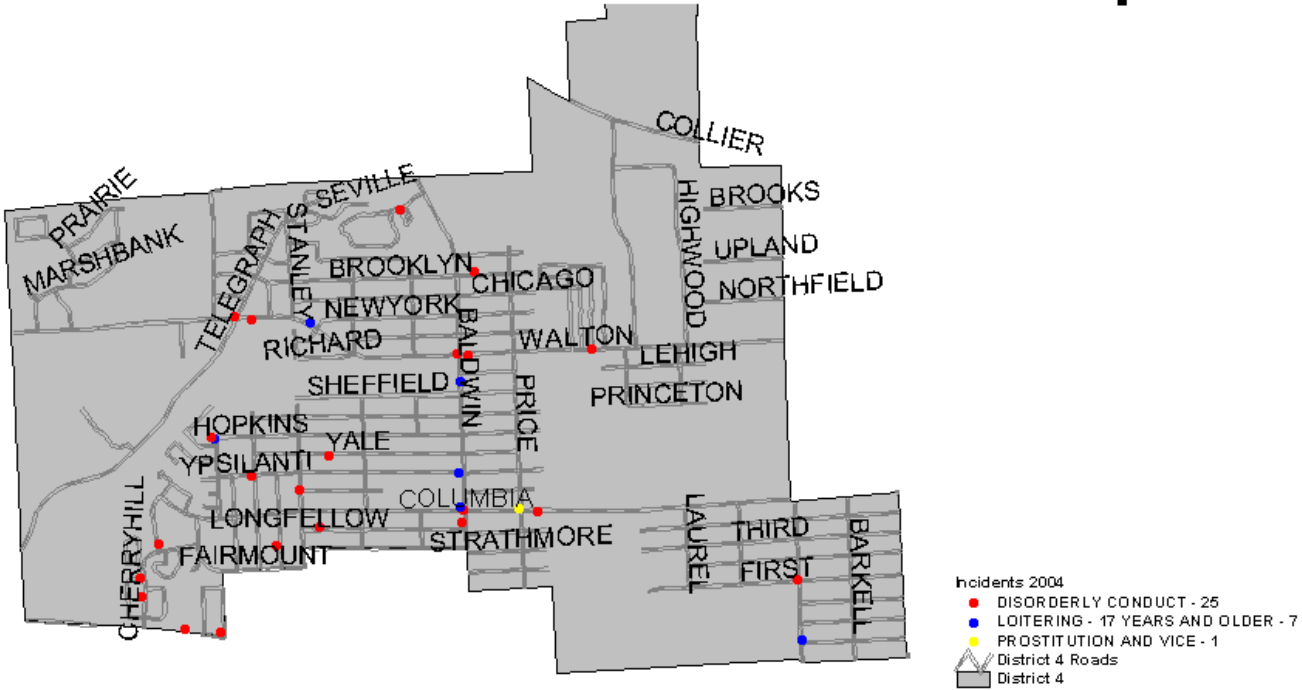 COLLIER
PRAIRIE
SEVILLE
BROOKS
HIGHWOOD
MARSHBANK
TELEGRAPH
STANLEY
UPLAND
BROOKLYN
CHICAGO
NORTHFIELD
NEWYORK
BALDWIN
RICHARD
WALTON
LEHIGH
SHEFFIELD
PRICE
PRINCETON
HOPKINS
YALE
YPSILANTI
CHERRYHILL
COLUMBIA
LAUREL
LONGFELLOW
THIRD
BARKELL
STRATHMORE
FAIRMOUNT
FIRST
Incidents 2004
DISORDERLY CONDUCT - 25
LOITERING - 17 YEARS AND OLDER - 7
PROSTITUTION AND VICE - 1
District 4 Roads
District 4